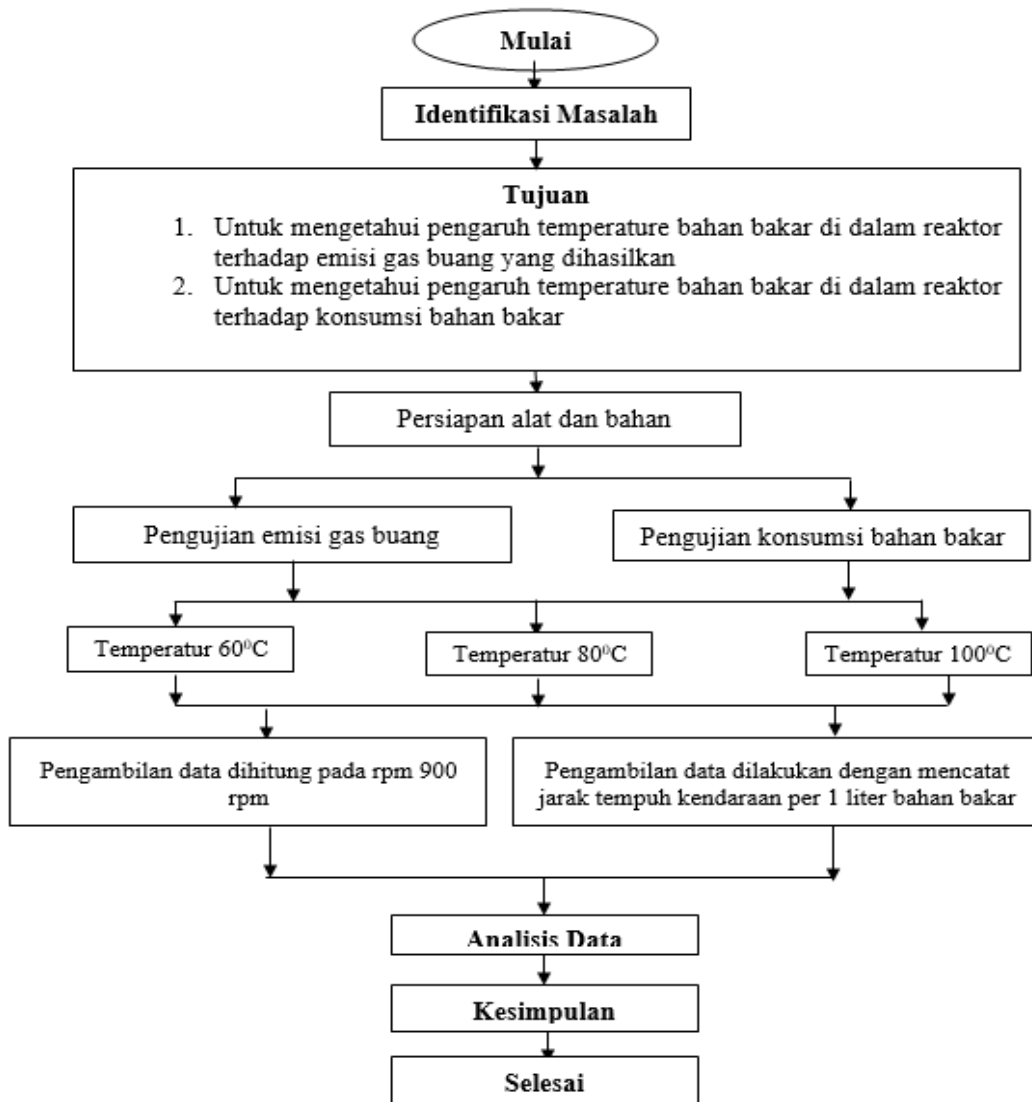 Mulai
Identifikasi Masalah
Tujuan
1. Untuk mengetahui pengaruh temperature bahan bakar di dalam reaktor
terhadap emisi gas buang yang dihasilkan
2. Untuk mengetahui pengaruh temperature bahan bakar di dalam reaktor
terhadap konsumsi bahan bakar
Persiapan alat dan bahan
Pengujian emisi gas buang
Pengujian konsumsi bahan bakar
Temperatur 60⁰C
Temperatur 80⁰C
Temperatur 100⁰C
Pengambilan data dihitung pada rpm 900
rpm
Pengambilan data dilakukan dengan mencatat
jarak tempuh kendaraan per 1 liter bahan bakar
Analisis Data
Kesimpulan
Selesai